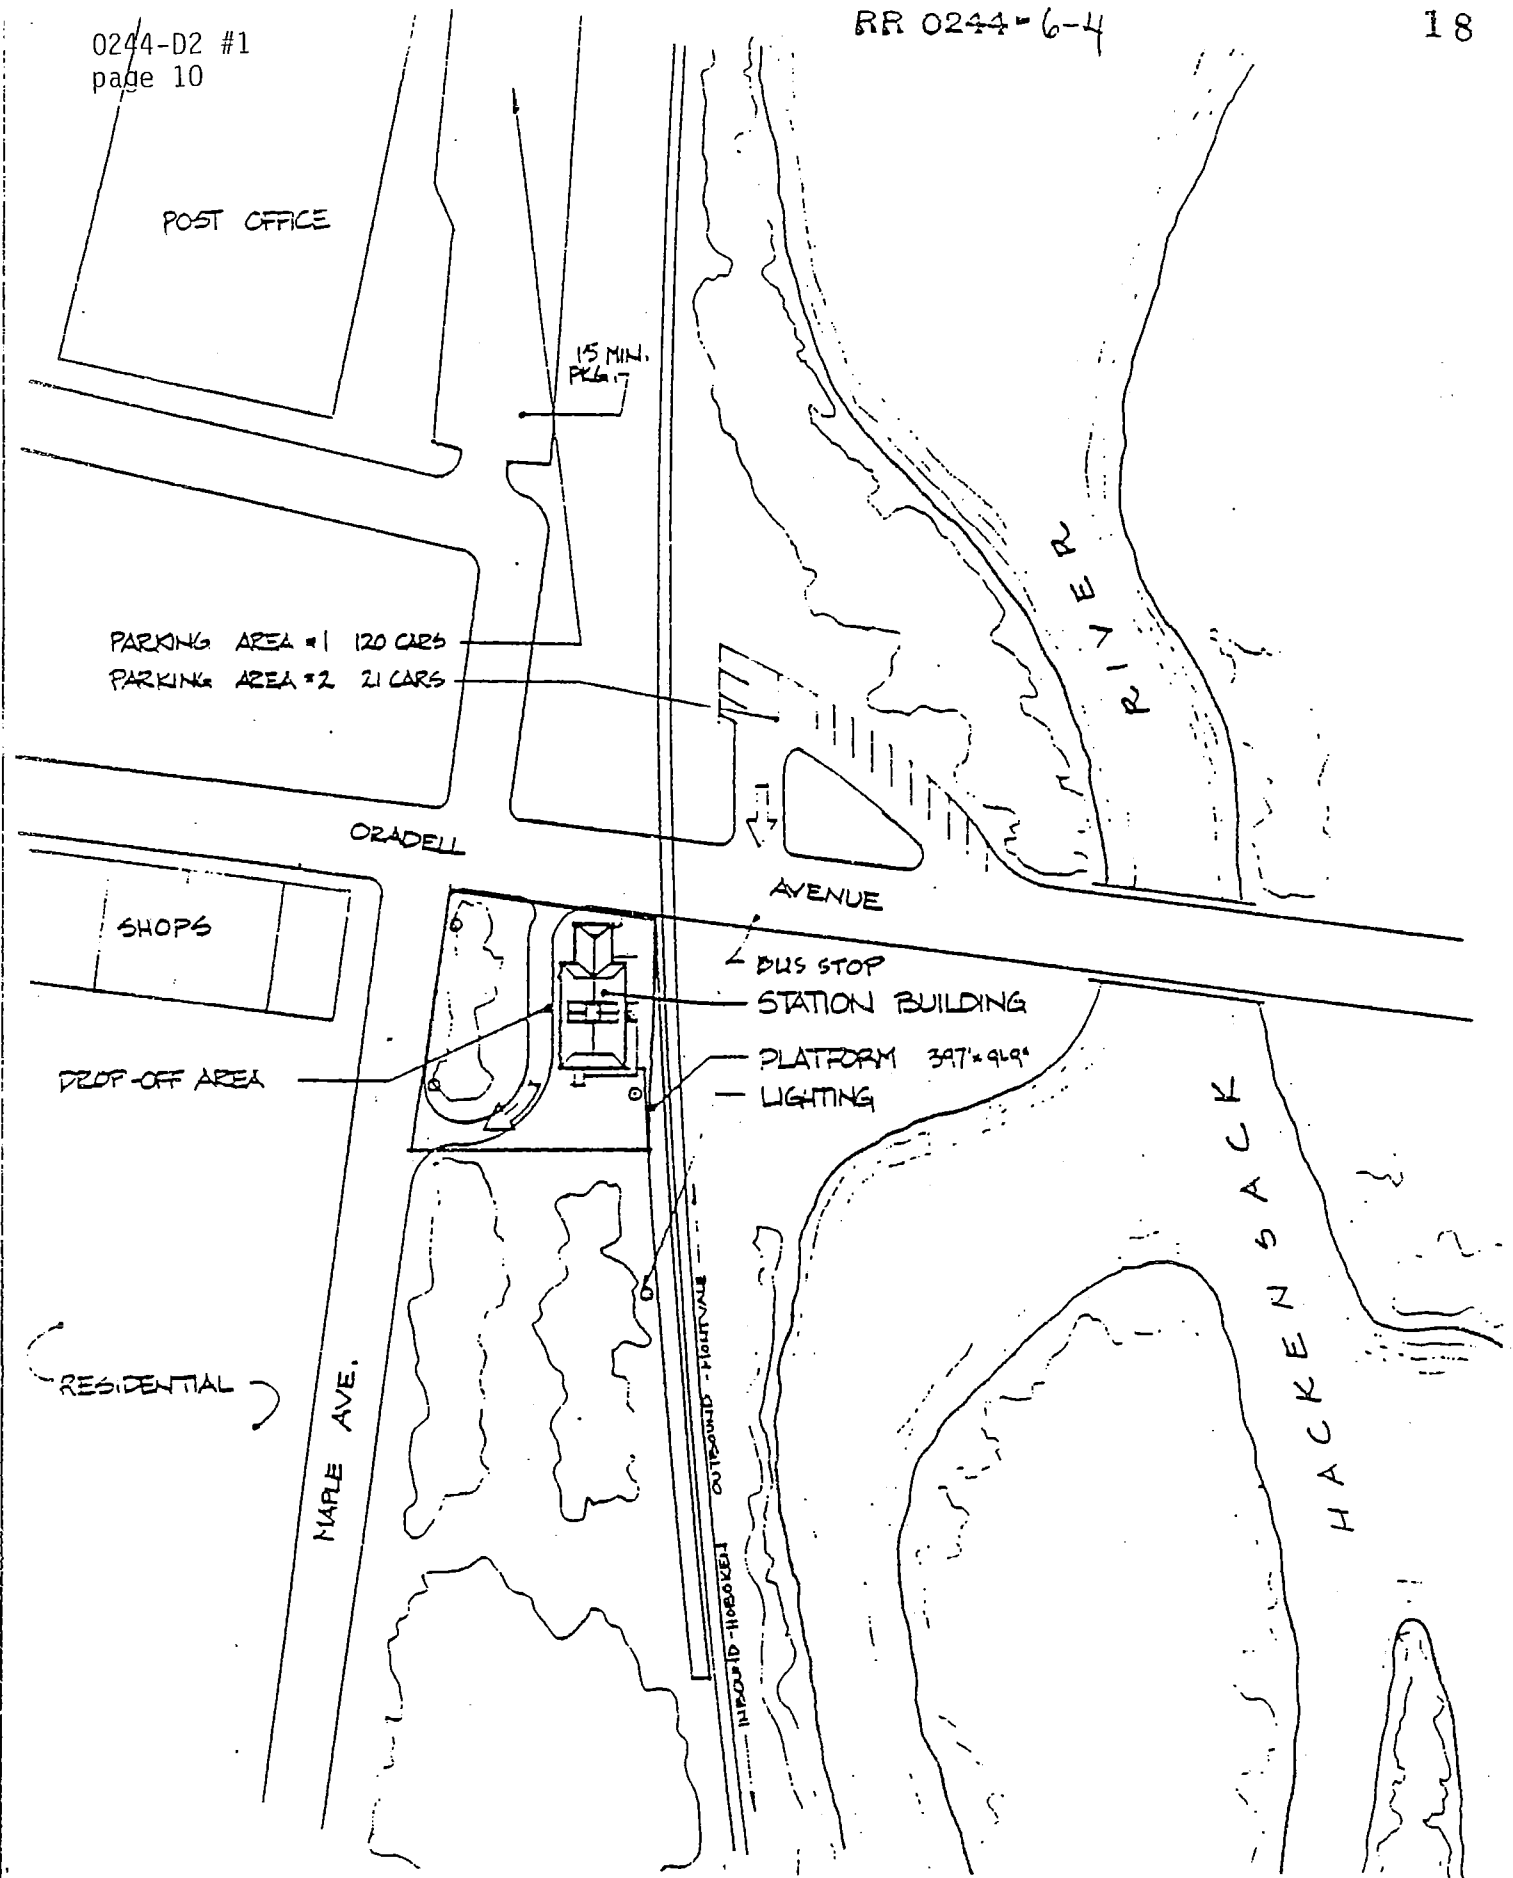 0244-D2 #1
page 10
RR 0244-6-4
18
POST OFFICE
15 MIN.
PKG.
PARKING AREA #1 120 CARS
PARKING AREA #2 21 CARS
RIVER
ORADELL
AVENUE
SHOPS
BUS STOP
STATION BUILDING
DROP-OFF AREA
PLATFORM 397'x
LIGHTING
HACKENSACK
OUTBOUND - MONTVALE
RESIDENTIAL
MAPLE AVE.
INBOUND-HOBOKEN